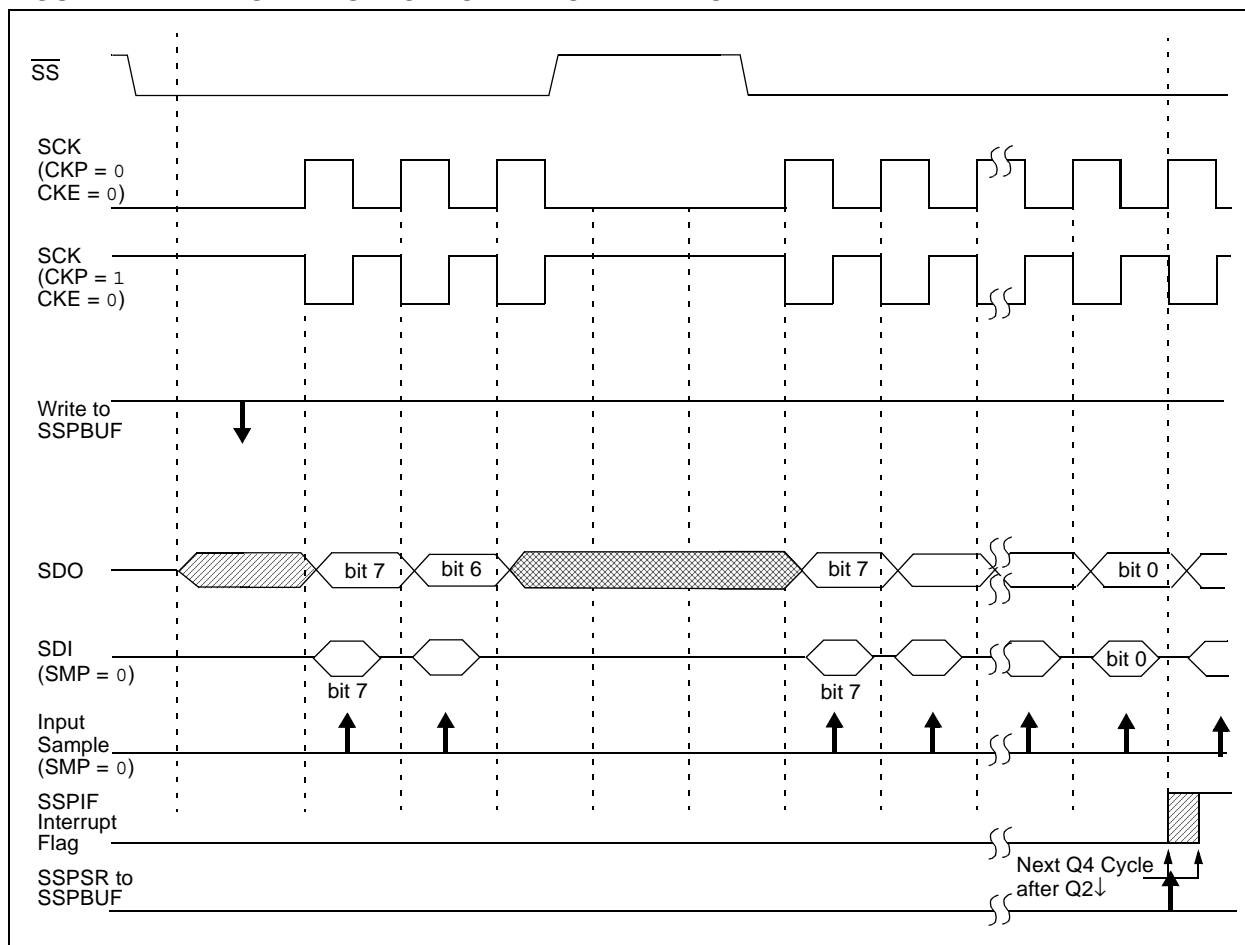 SS
SCK
(CKP = 0
CKE = 0)
SCK
(CKP = 1
CKE = 0)
Write to
SSPBUF
SDO
bit 7
bit 6
bit 7
bit 0
SDI
(SMP = 0)
bit 7
bit 7
bit 0
Input
Sample
(SMP = 0)
SSPIF
Interrupt
Flag
SSPSR to
SSPBUF
Next Q4 Cycle
after Q2↓